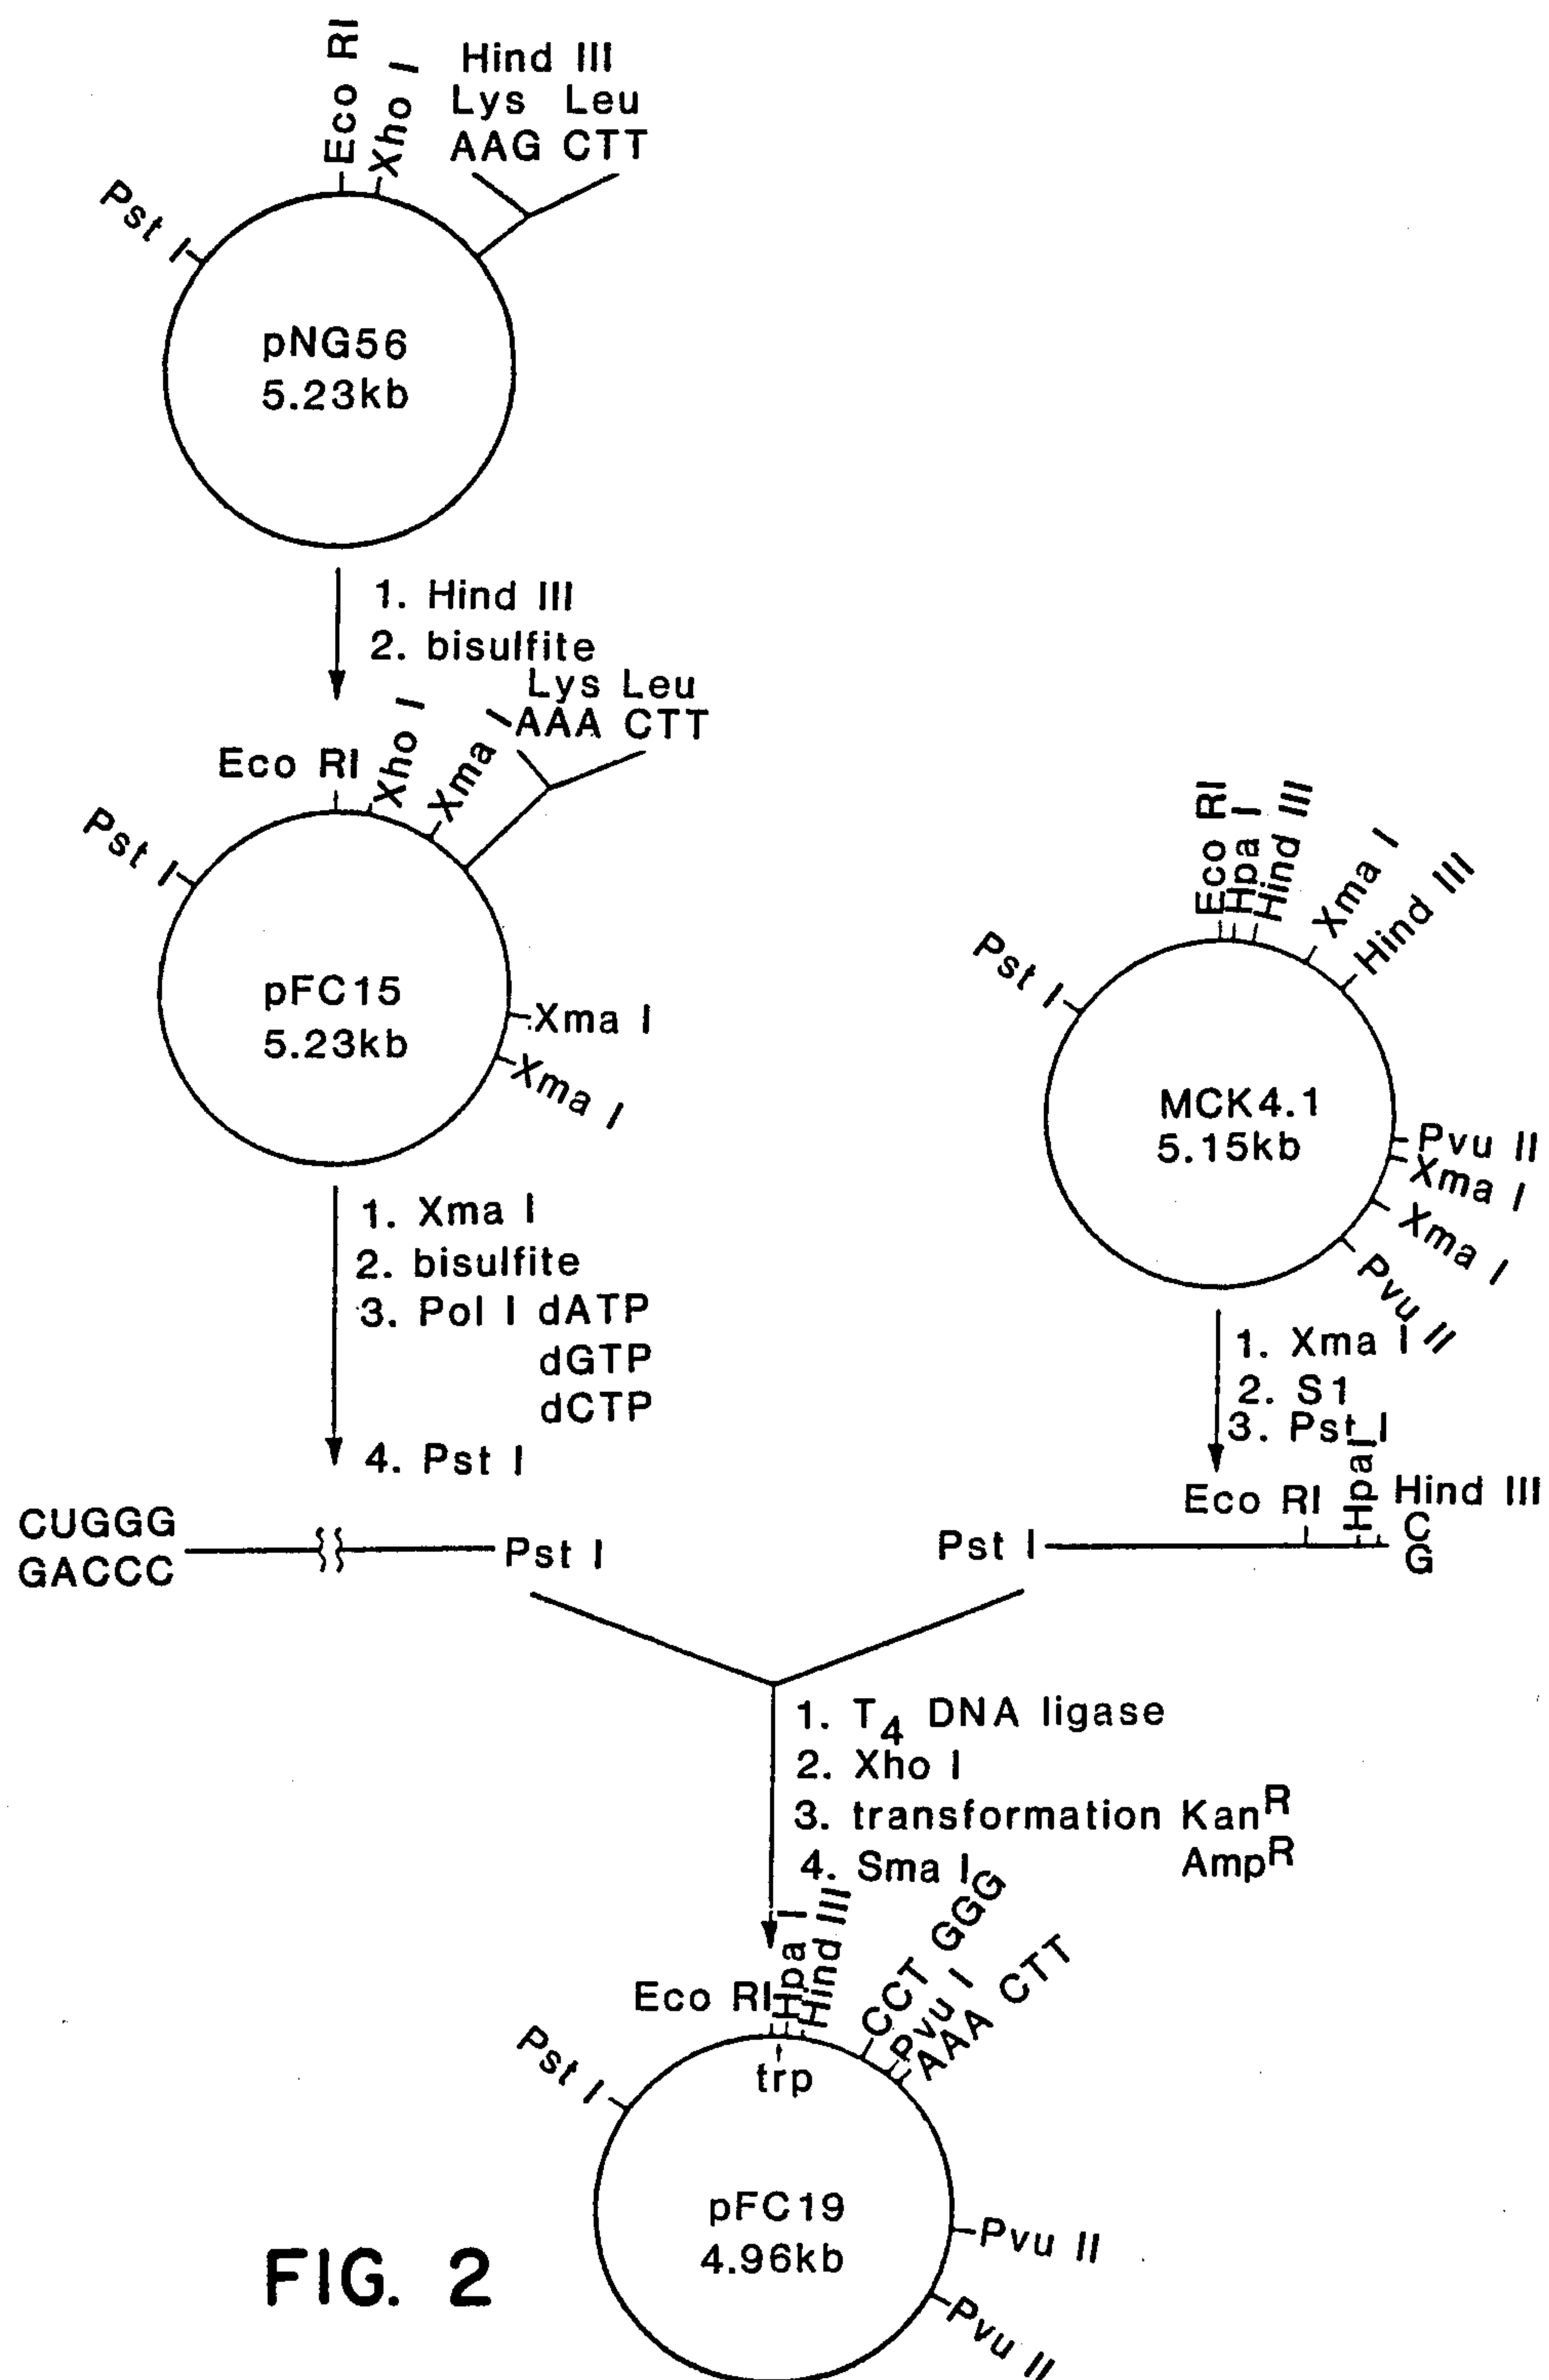 Eco RI
Xho I
Hind III
Lys Leu
AAG CTT
Pst I
pNG56
5.23kb
1. Hind III
2. bisulfite
Lys Leu
AAA CTT
Eco RI
Xho I
Xma I
Pst I
pFC15
5.23kb
Xma I
Xma I
Eco RI
Hpa I
Hind III
Xma I
Hind III
Pst I
MCK4.1
5.15kb
Pvu II
Xma I
Xma I
Pvu II
1. Xma I
2. bisulfite
3. Pol I dATP
dGTP
dCTP
4. Pst I
1. Xma I
2. S1
3. Pst I
CUGGG
GACCC
Pst I
Pst I
Eco RI
Hpa I
Hind III
C
G
1. T4 DNA ligase
2. Xho I
3. transformation KanR
AmpR
4. Sma I
Eco RI
Hpa I
Hind III
CCT GGG
Pvu I
AAA CTT
Pst I
trp
pFC19
4.96kb
Pvu II
Pvu II
FIG. 2